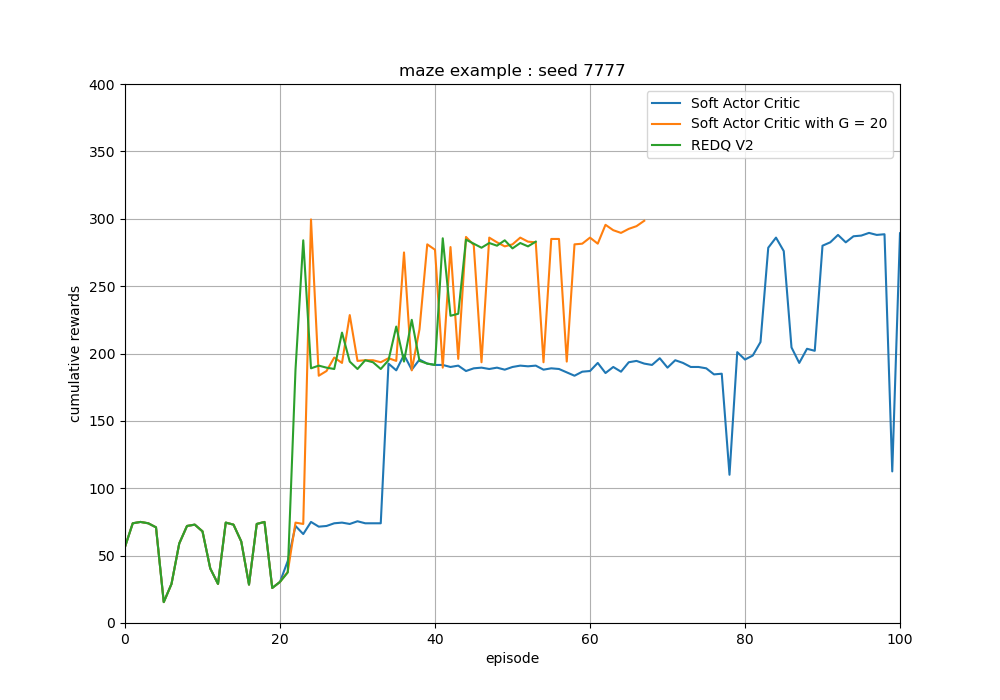 maze example : seed 7777
Soft Actor Critic
Soft Actor Critic with G = 20
REDQ V2
cumulative rewards
400
350
300
250
200
150
100
50
0
0 20 40 60 80 100
episode